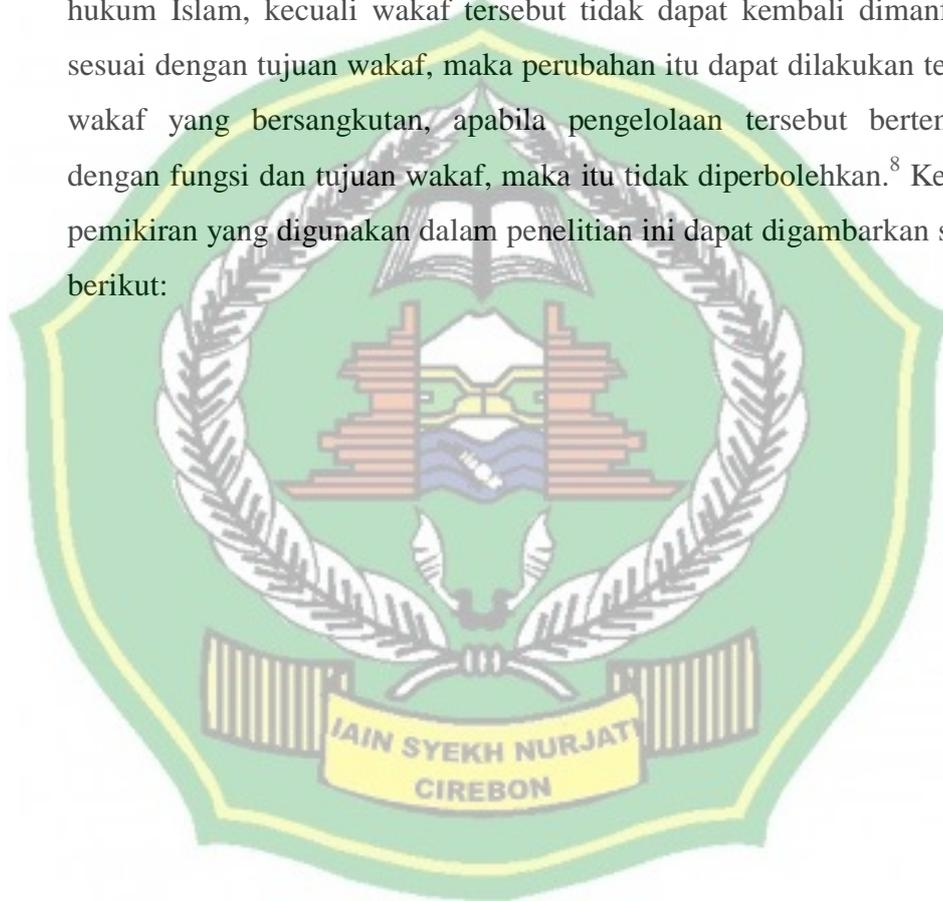 hukum Islam, kecuali wakaf tersebut tidak dapat kembali diman
sesuai dengan tujuan wakaf, maka perubahan itu dapat dilakukan te
wakaf yang bersangkutan, apabila pengelolaan tersebut berten
dengan fungsi dan tujuan wakaf, maka itu tidak diperbolehkan.8 Ke
pemikiran yang digunakan dalam penelitian ini dapat digambarkan s
berikut:
IAIN SYEKH NURJATI
CIREBON